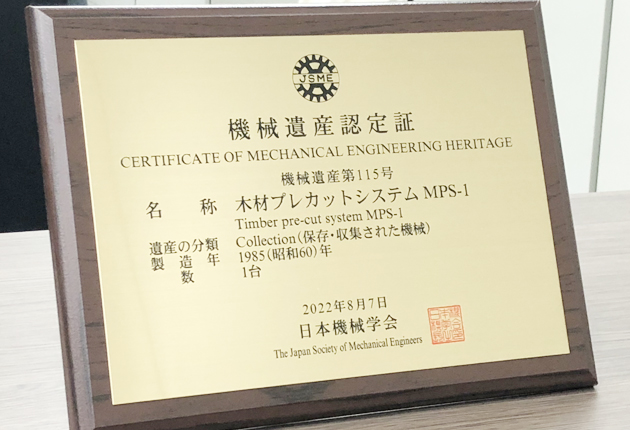 JSME
機械遺産認定証
CERTIFICATE OF MECHANICAL ENGINEERING HERITAGE
機械遺産第115号
名　称　木材プレカットシステム MPS-1
Timber pre-cut system MPS-1
遺産の分類　Collection(保存・収集された機械)
製造年　1985(昭和60)年
数　1台
2022年8月7日
日本機械学会
The Japan Society of Mechanical Engineers